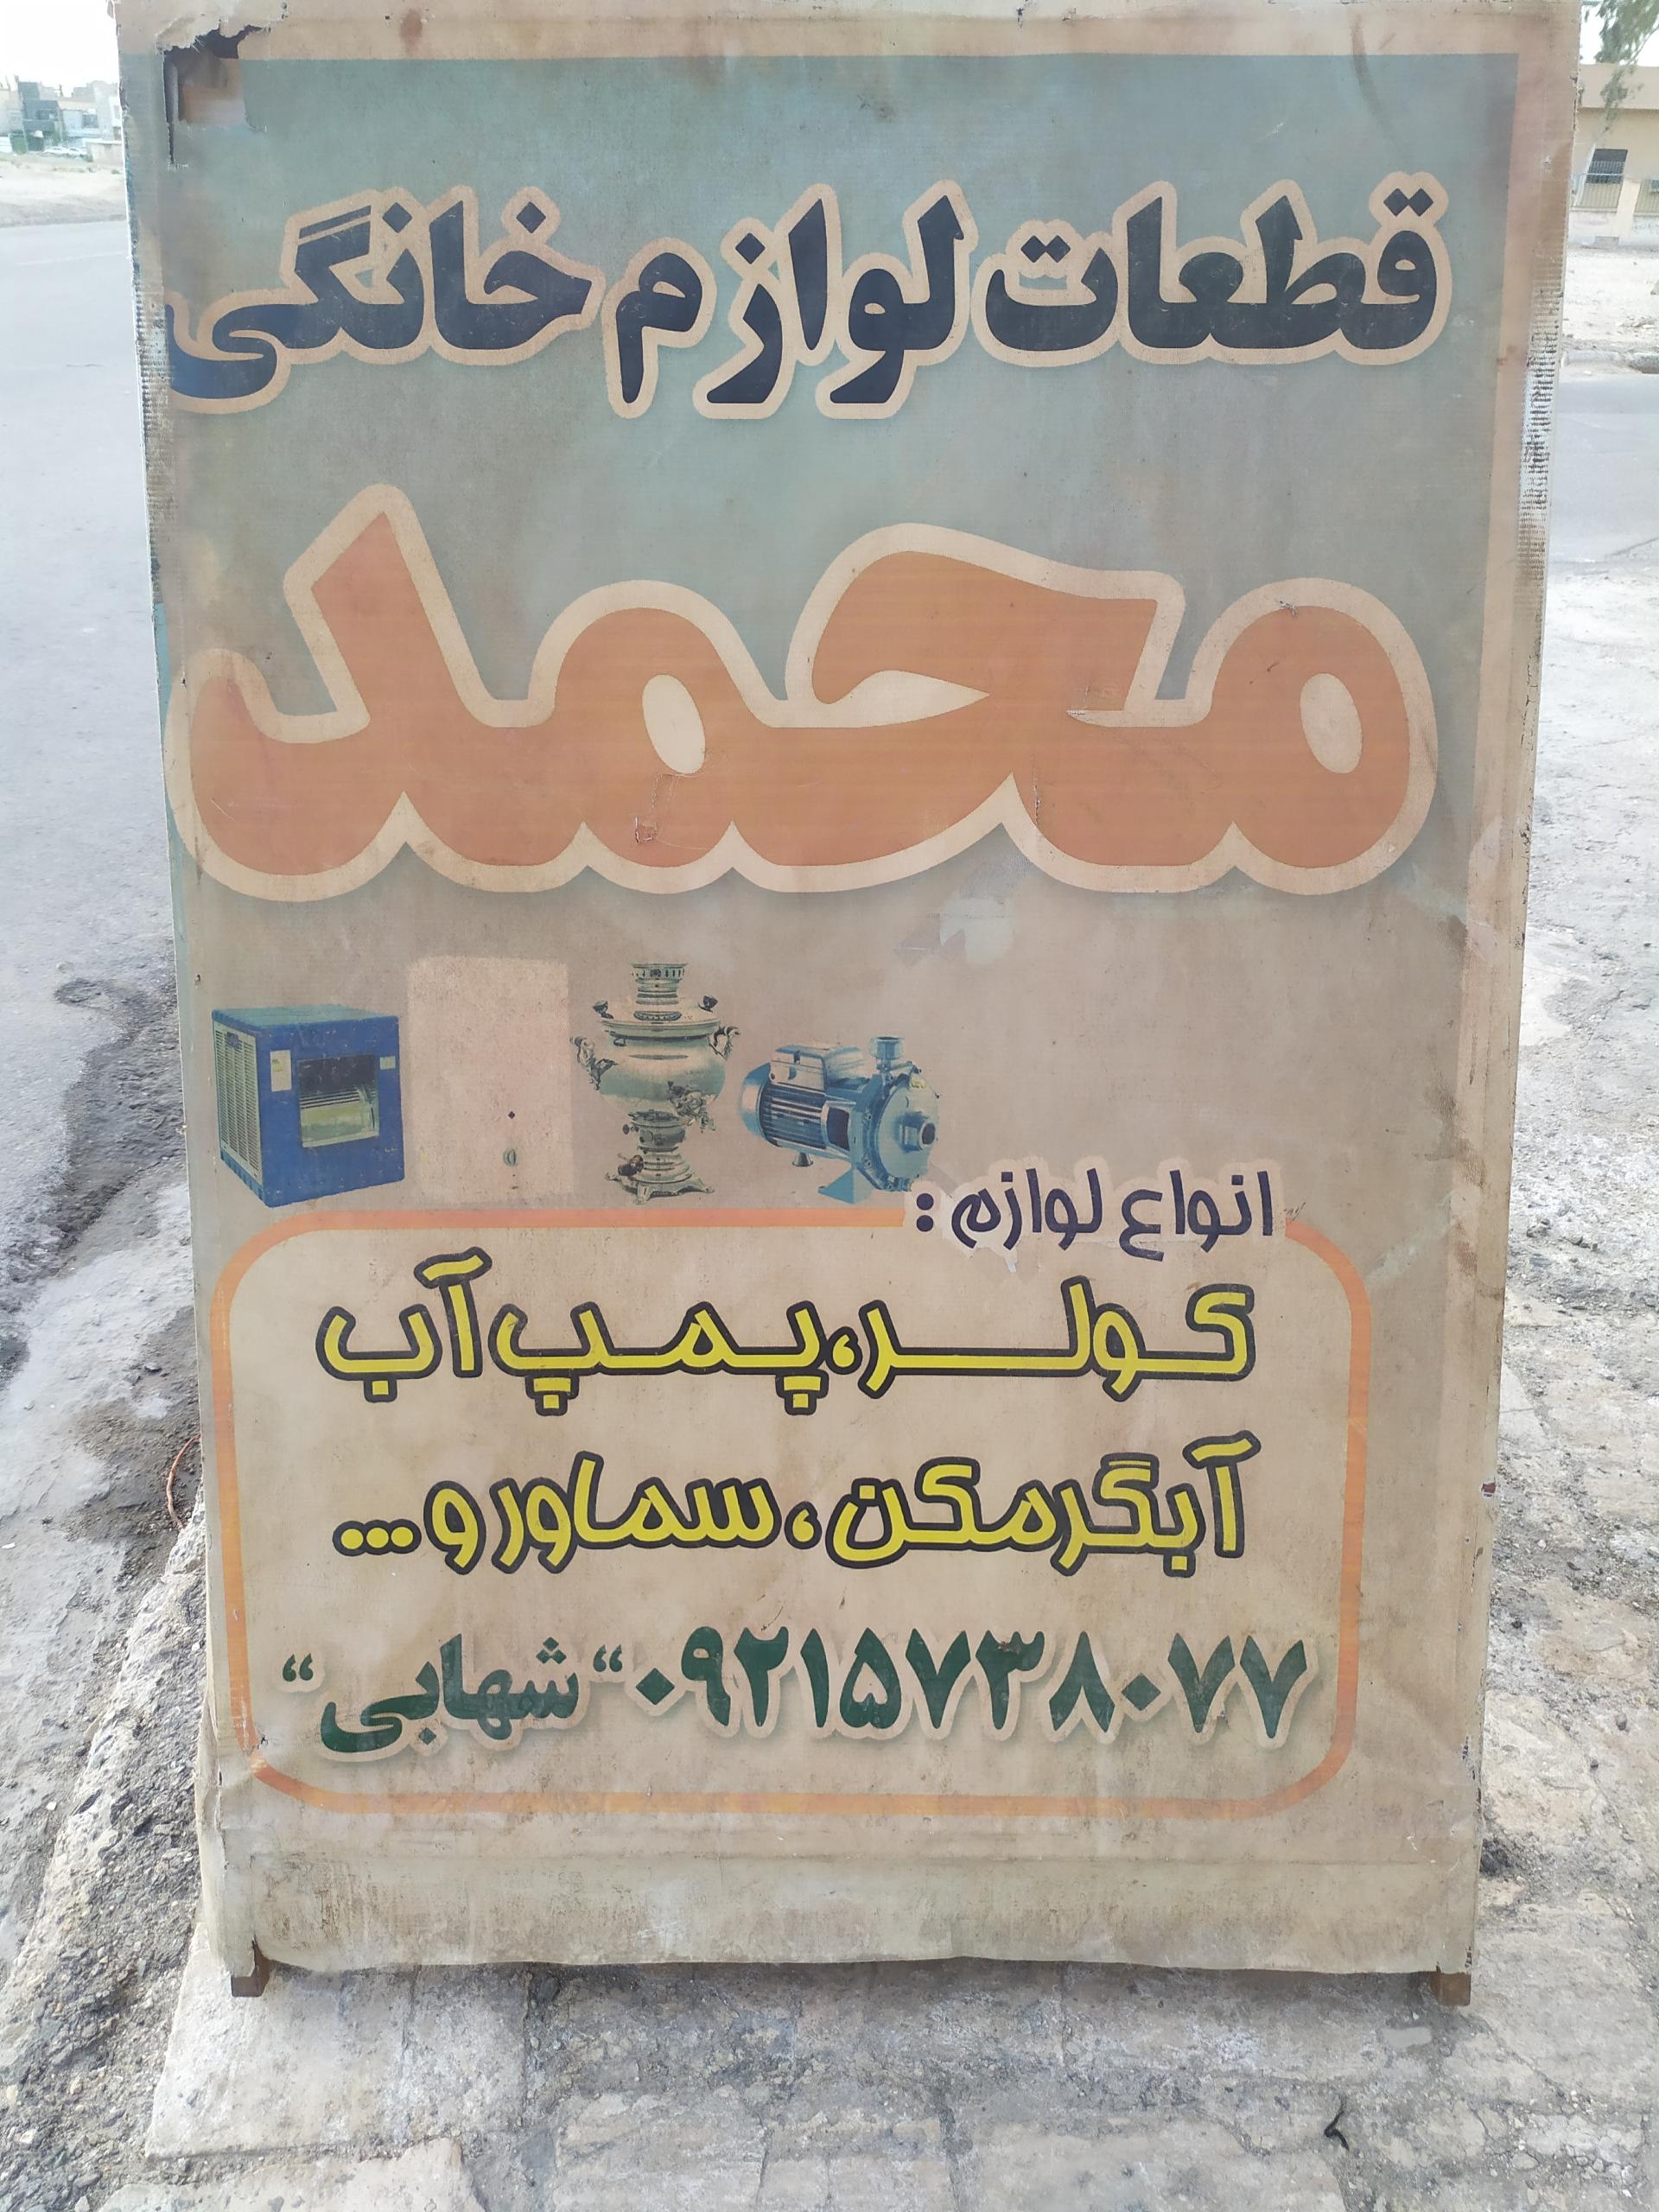 قطعات لوازم خانگی
محمد
انواع لوازم:
کولر، پمپ آب
آبگرمکن، سماور و...
۰۹۲۱۵۷۳۸۰۷۷ “شهابی“